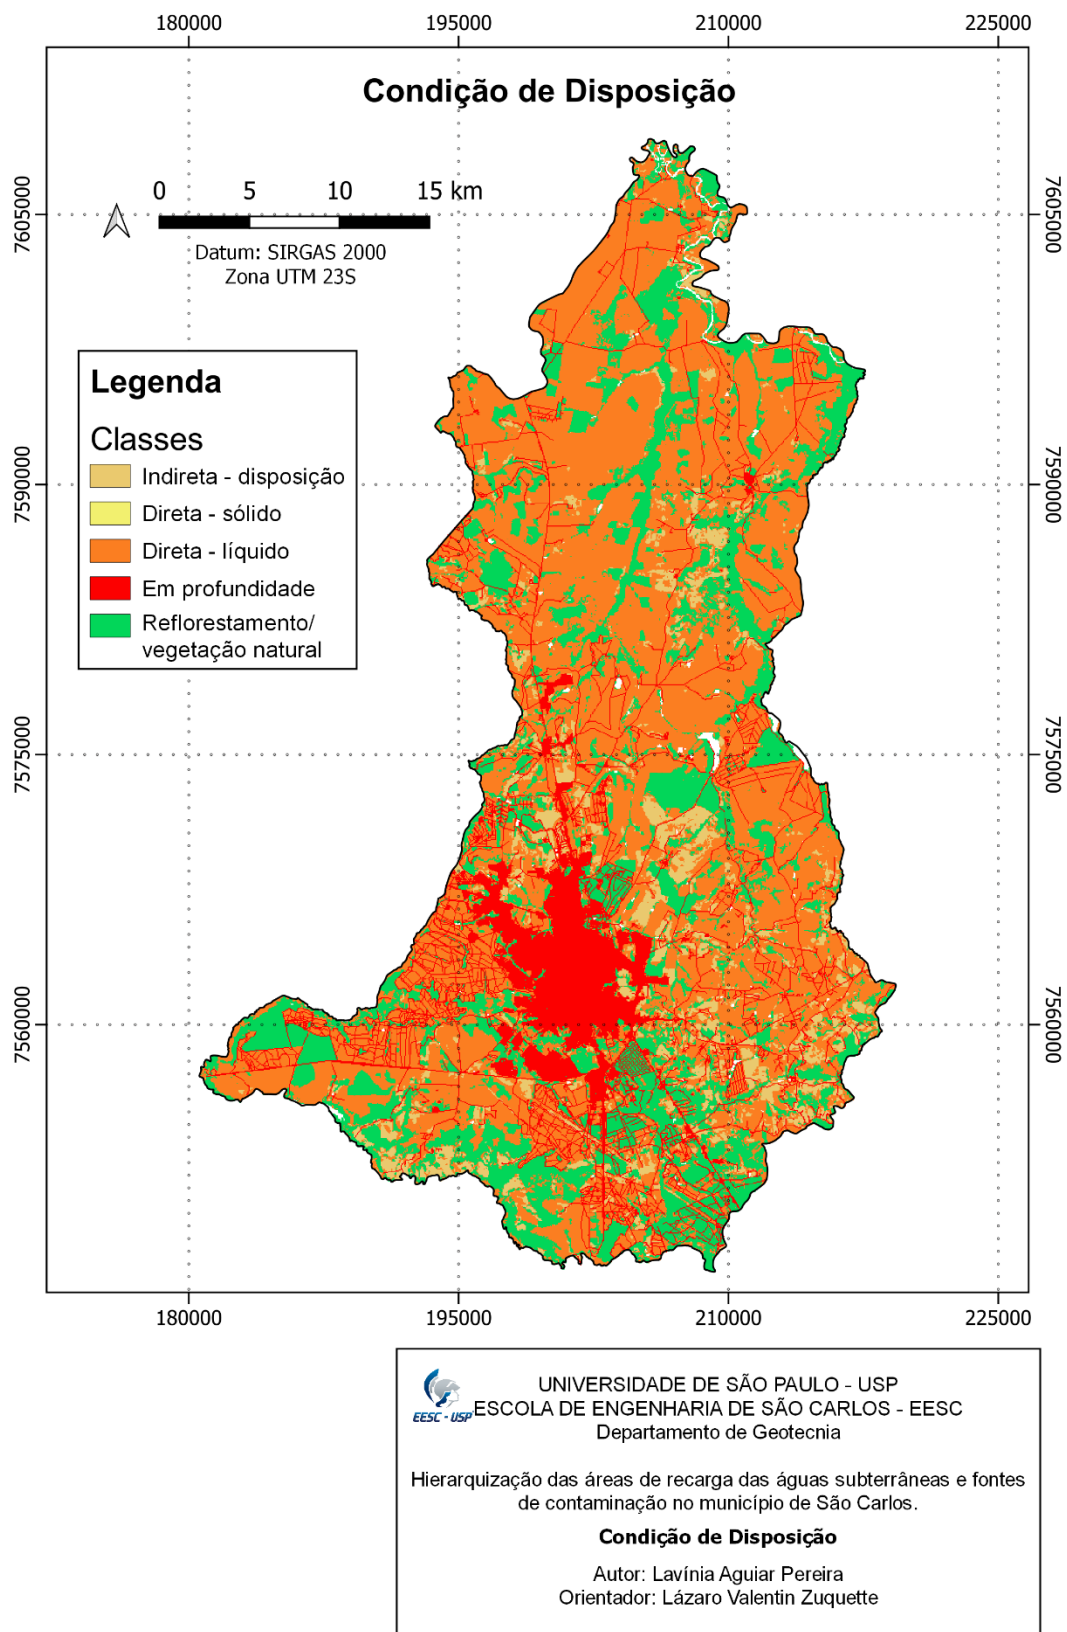 180000 195000 210000 225000
Condição de Disposição
0 5 10 15 km
Datum: SIRGAS 2000
Zona UTM 23S
7605000 7605000
Legenda
Classes
Indireta - disposição
Direta - sólido
Direta - líquido
Em profundidade
Reflorestamento/
vegetação natural
7590000 7590000
7575000 7575000
7560000 7560000
180000 195000 210000 225000
EESC - USP
UNIVERSIDADE DE SÃO PAULO - USP
ESCOLA DE ENGENHARIA DE SÃO CARLOS - EESC
Departamento de Geotecnia
Hierarquização das áreas de recarga das águas subterrâneas e fontes
de contaminação no município de São Carlos.
Condição de Disposição
Autor: Lavínia Aguiar Pereira
Orientador: Lázaro Valentin Zuquette